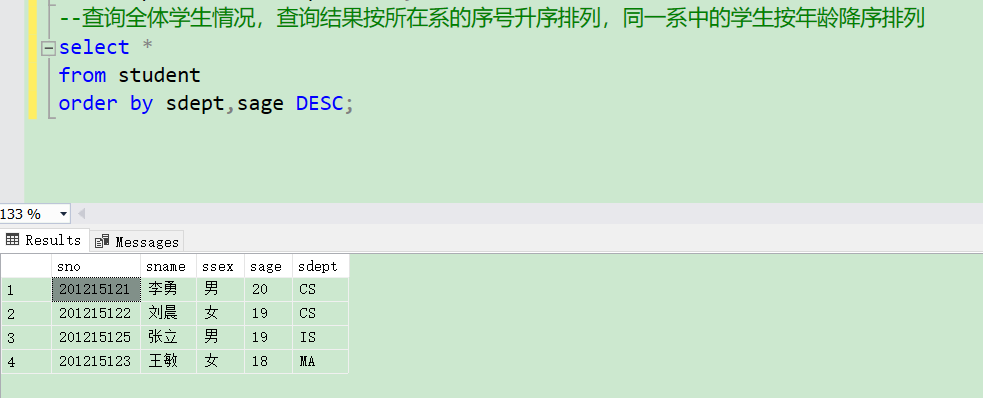 --查询全体学生情况，查询结果按所在系的序号升序排列，同一系中的学生按年龄降序排列
select *
from student
order by sdept,sage DESC;
133 %
Results Messages
sno sname ssex sage sdept
1 201215121 李勇 男 20 CS
2 201215122 刘晨 女 19 CS
3 201215125 张立 男 19 IS
4 201215123 王敏 女 18 MA